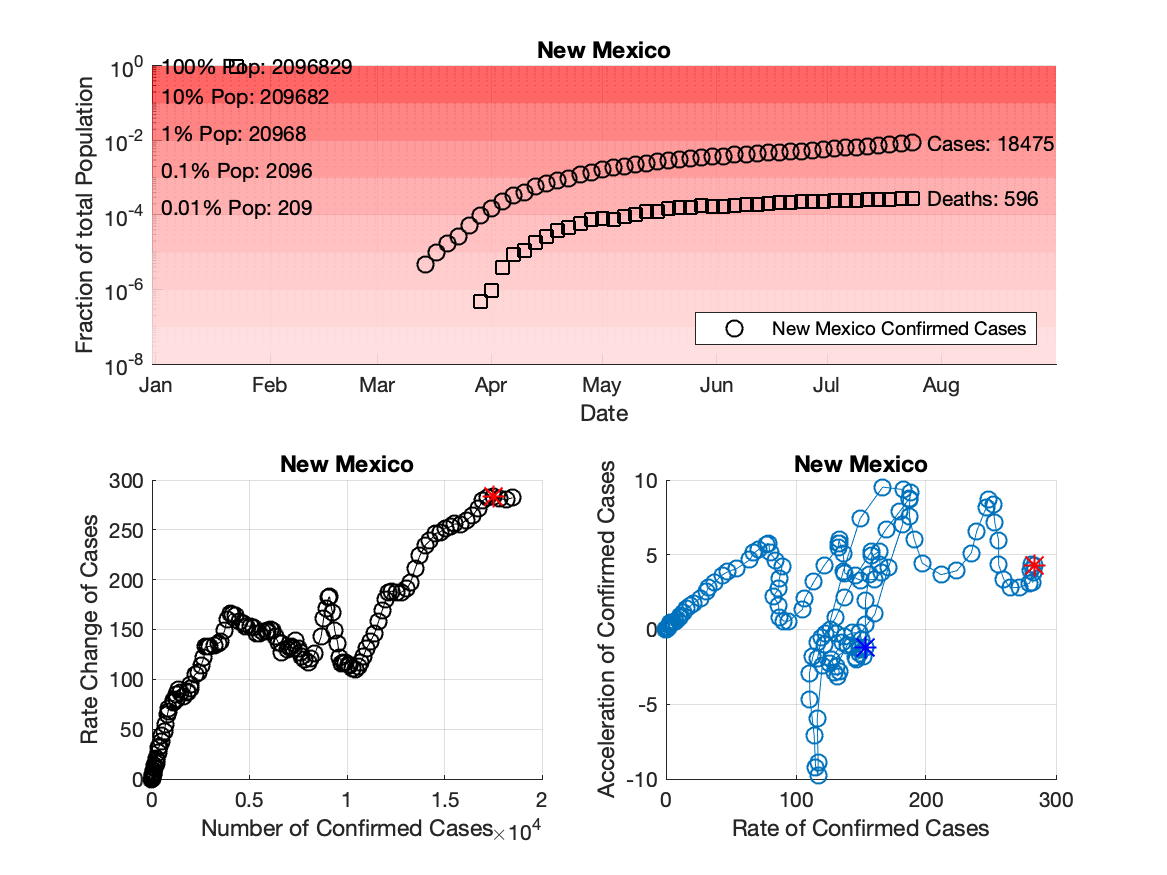 New Mexico
10^0
10^-2
10^-4
10^-6
10^-8
Fraction of total Population
100% Pop: 2096829
10% Pop: 209682
1% Pop: 20968
0.1% Pop: 2096
0.01% Pop: 209
Cases: 18475
Deaths: 596
New Mexico Confirmed Cases
Jan Feb Mar Apr May Jun Jul Aug
Date
New Mexico
300
250
200
150
100
50
0
Rate Change of Cases
0 0.5 1 1.5 2
Number of Confirmed Cases ×10^4
New Mexico
10
5
0
-5
-10
Acceleration of Confirmed Cases
0 100 200 300
Rate of Confirmed Cases